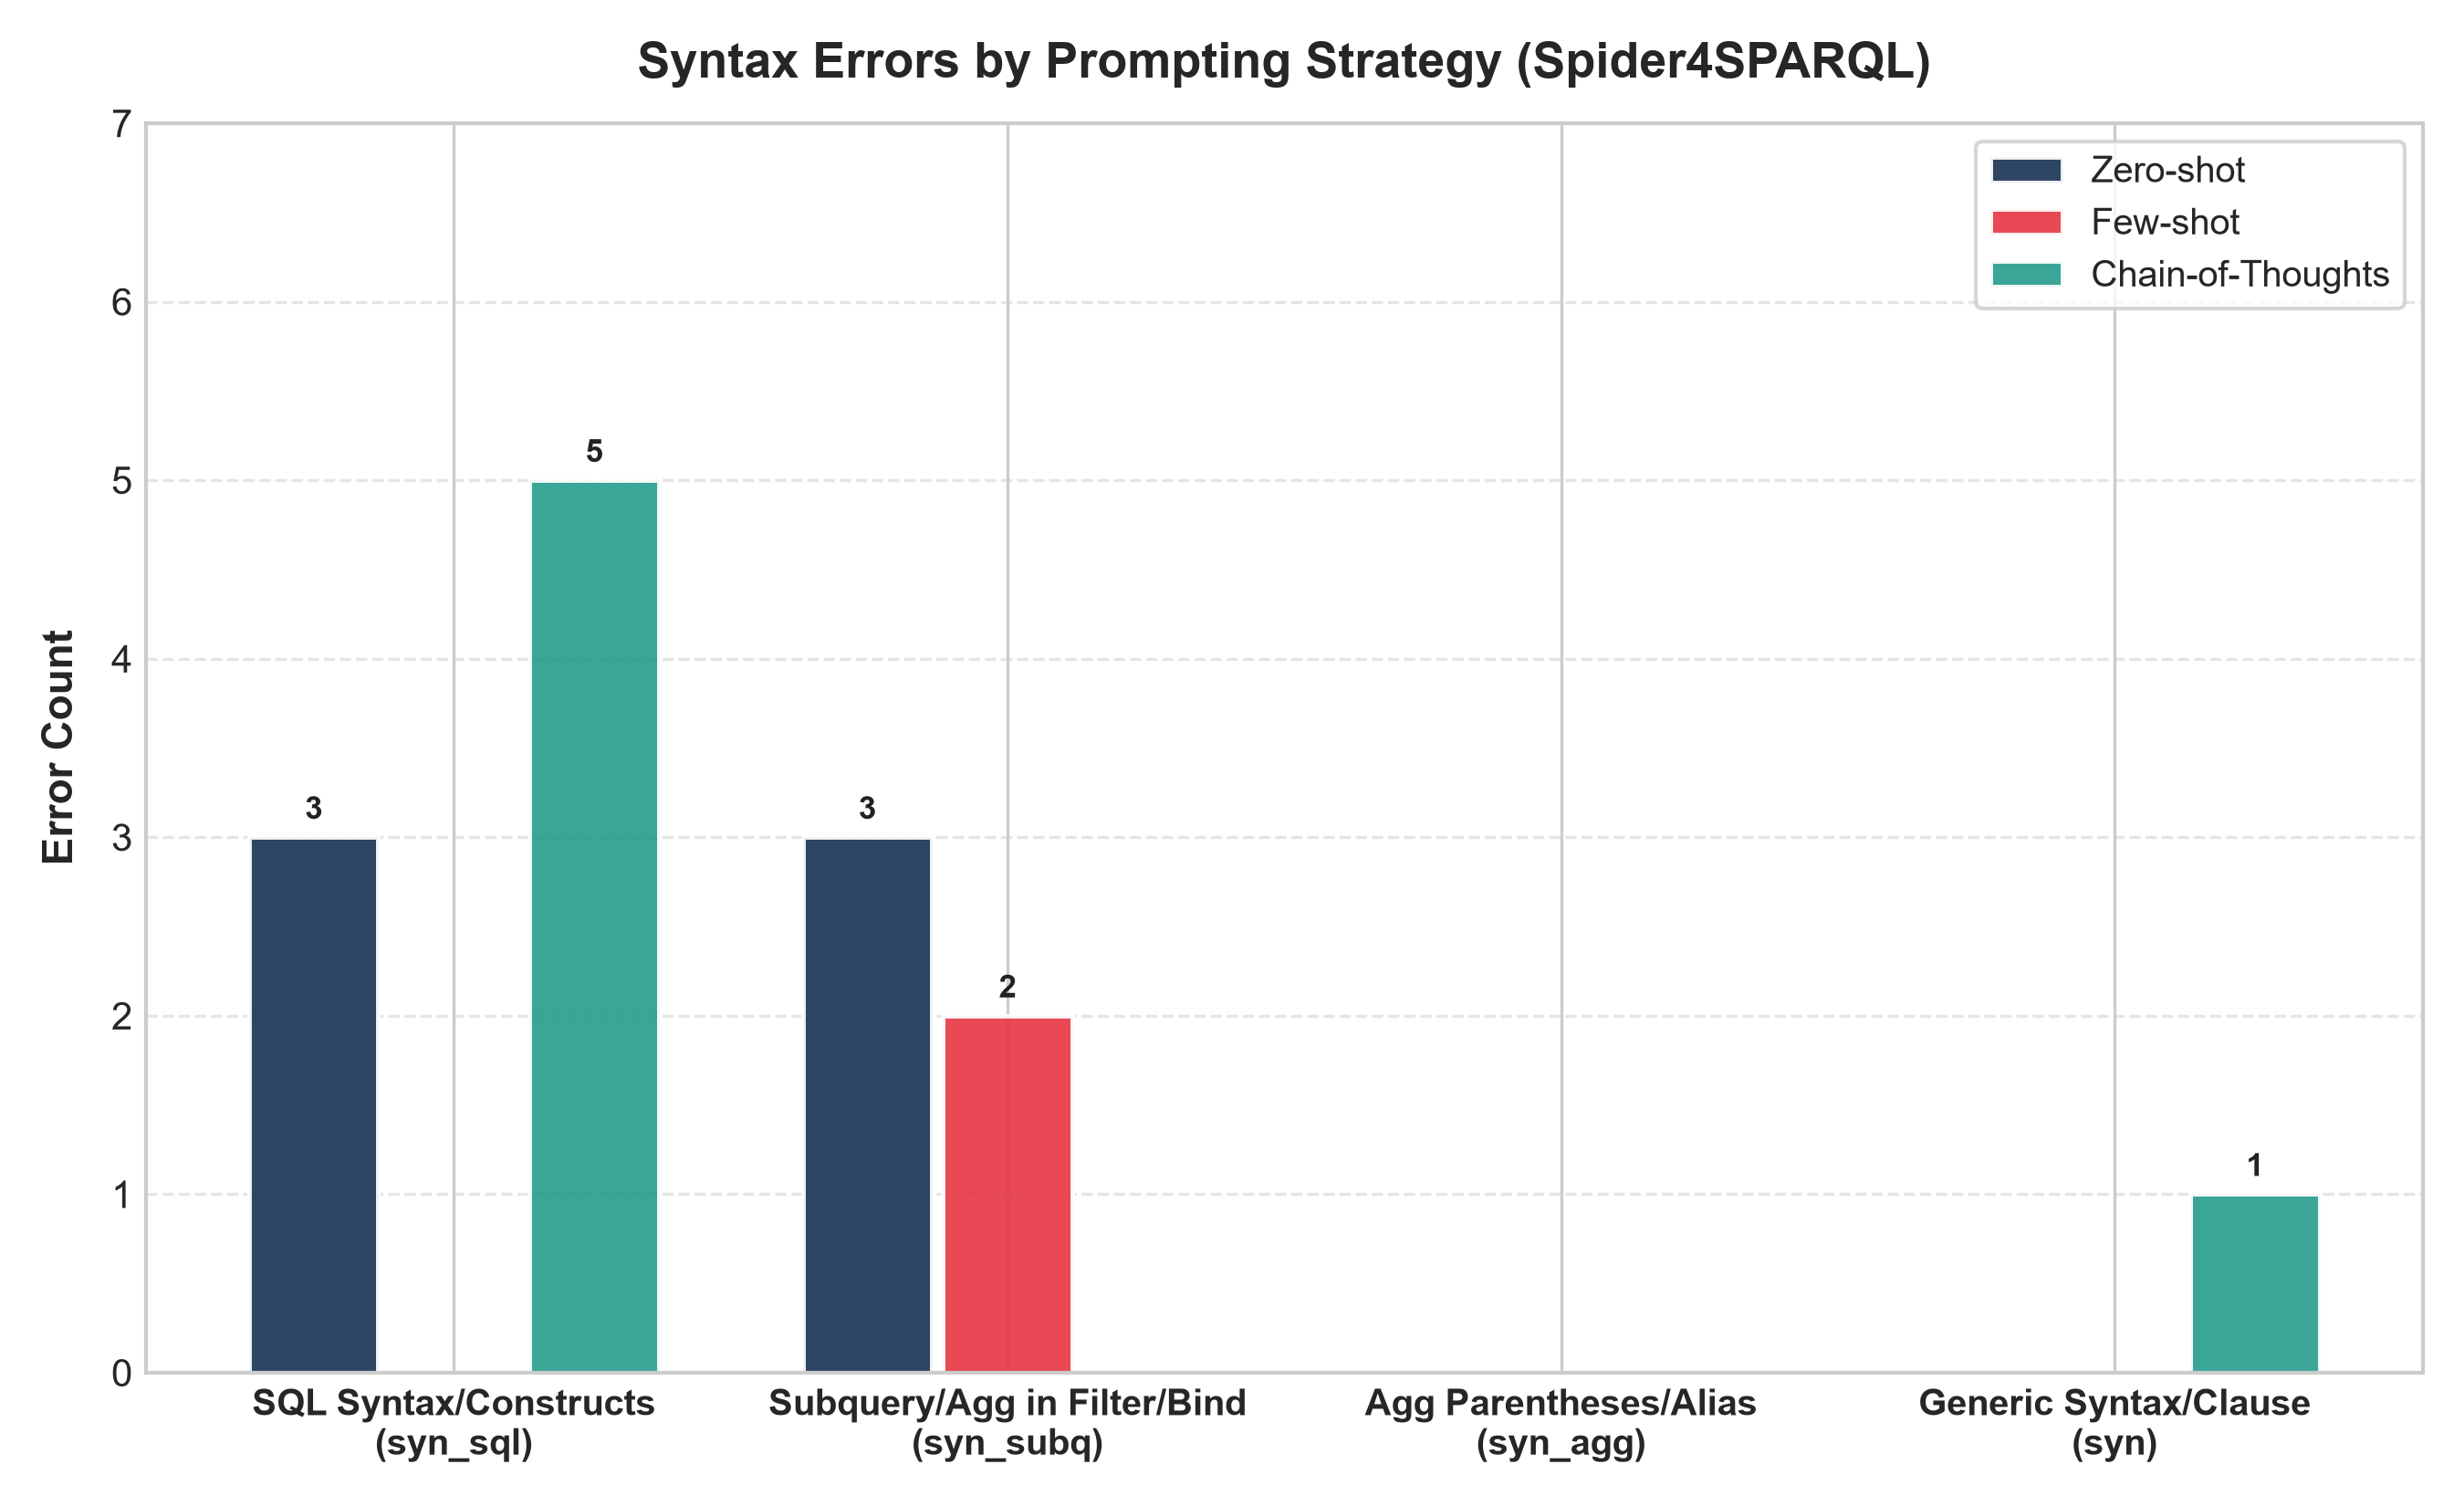 Syntax Errors by Prompting Strategy (Spider4SPARQL)
Zero-shot
Few-shot
Chain-of-Thoughts
Error Count
7
6
5
4
3
2
1
0
3
5
3
2
1
SQL Syntax/Constructs
(syn_sql)
Subquery/Agg in Filter/Bind
(syn_subq)
Agg Parentheses/Alias
(syn_agg)
Generic Syntax/Clause
(syn)